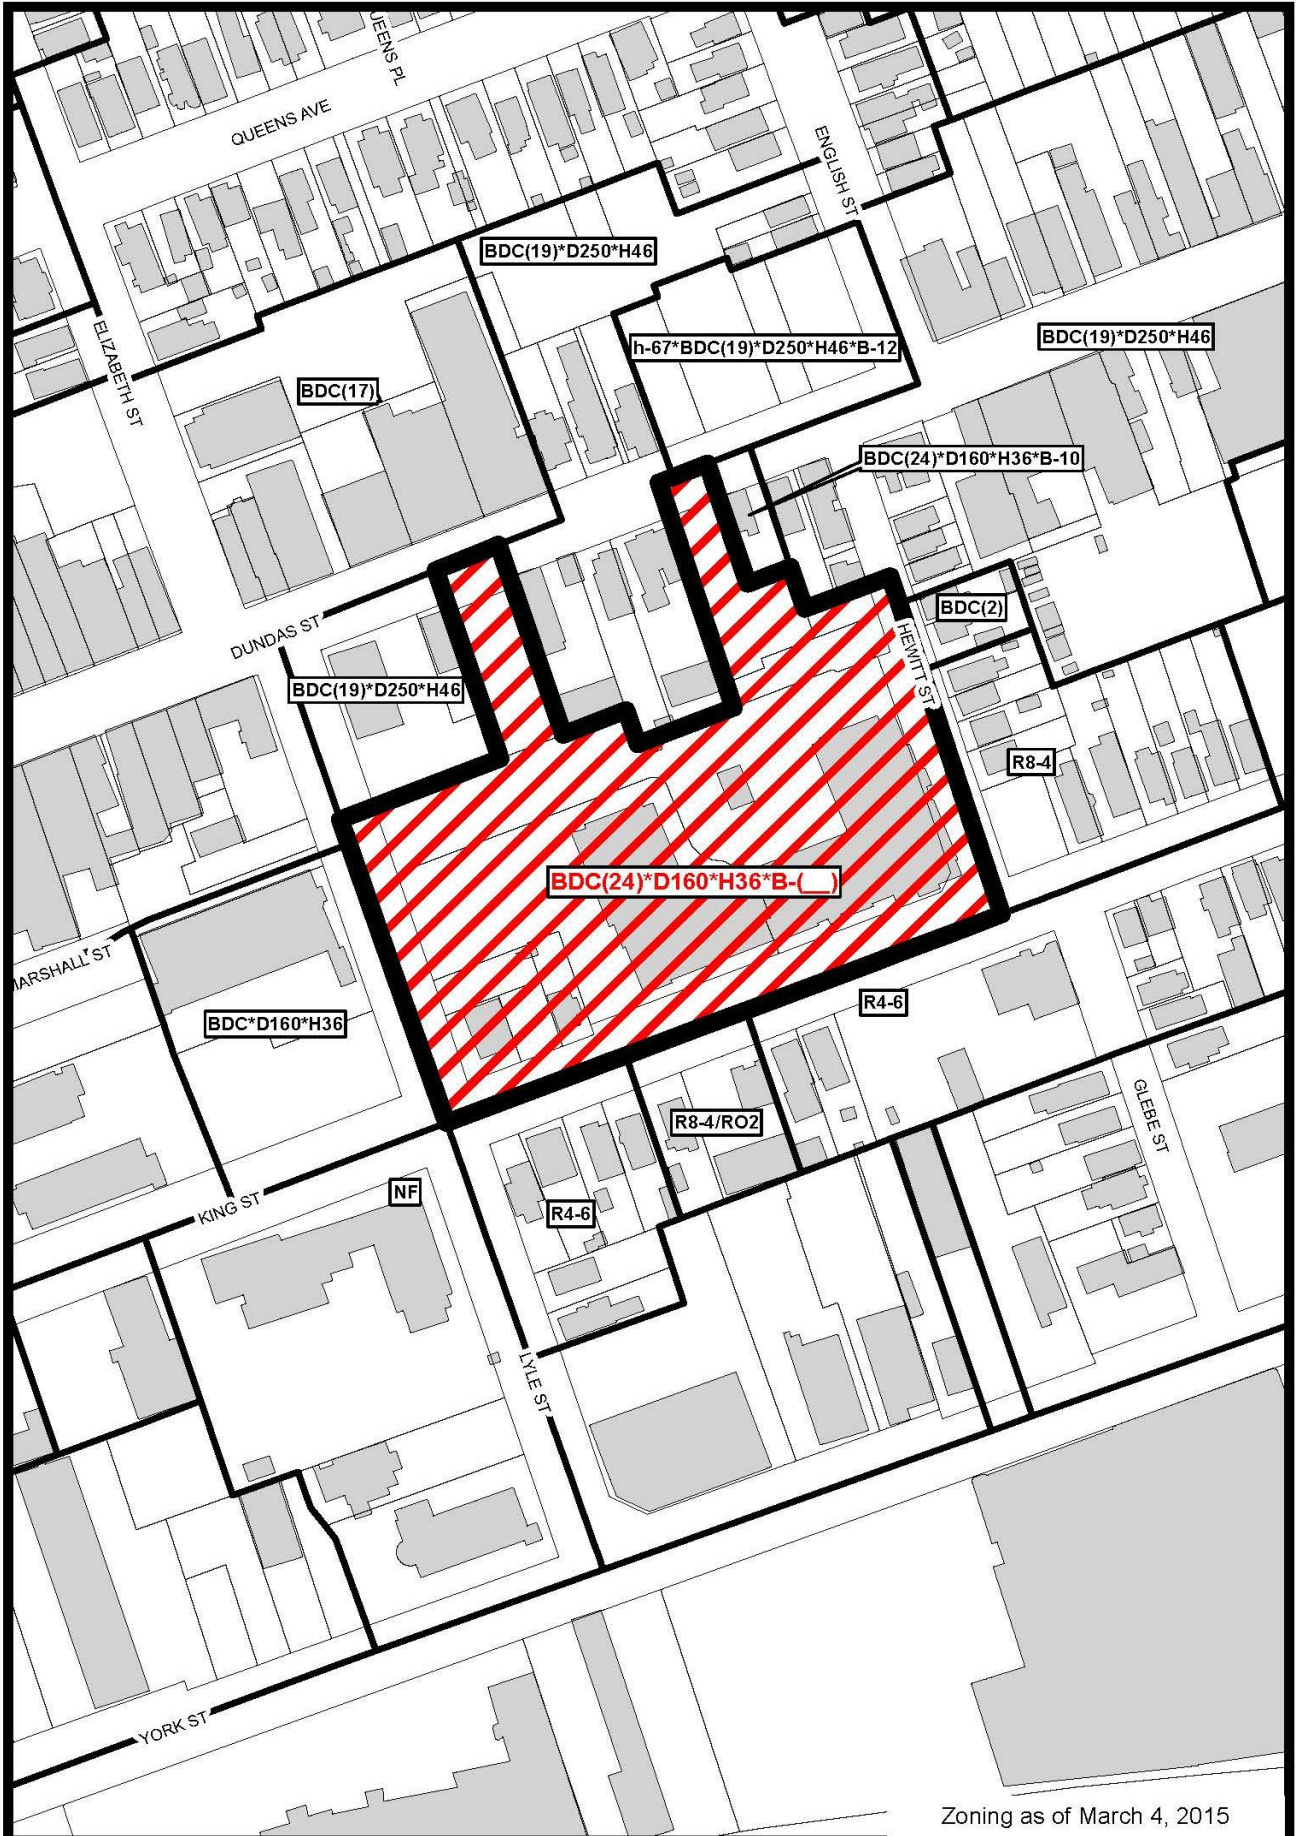 UEENS PL
QUEENS AVE
ENGLISH ST
BDC(19)*D250*H46
ELIZABETH ST
h-67*BDC(19)*D250*H46*B-12
BDC(19)*D250*H46
BDC(17)
BDC(24)*D160*H36*B-10
BDC(2)
DUNDAS ST
HEWITT ST
BDC(19)*D250*H46
R8-4
BDC(24)*D160*H36*B-(__)
MARSHALL ST
R4-6
BDC*D160*H36
GLEBE ST
R8-4/RO2
NF
KING ST
R4-6
LYLE ST
YORK ST
Zoning as of March 4, 2015